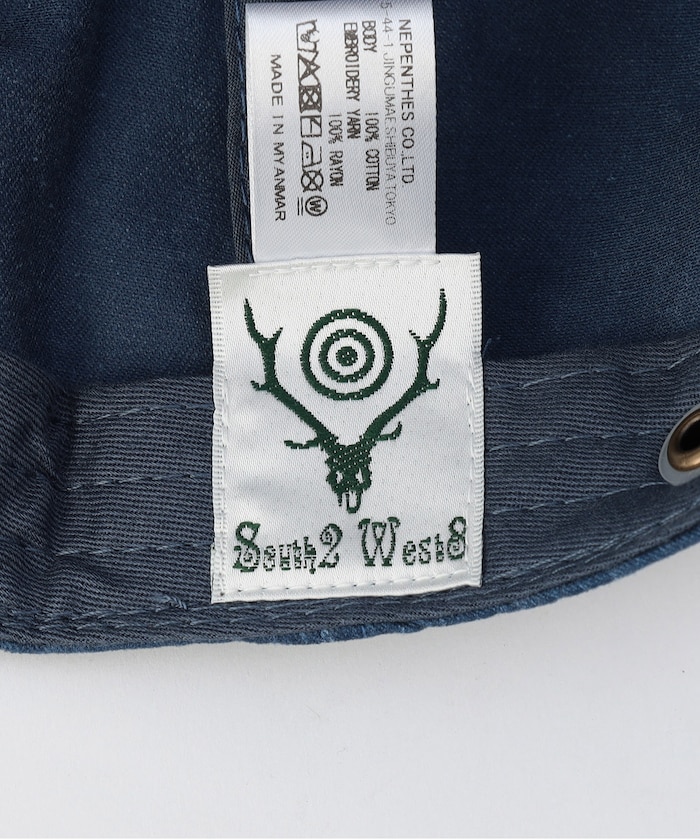 NEPENTHES CO.,LTD
5-44-1 JINGUMAE SHIBUYA TOKYO
BODY 100% COTTON
EMBROIDERY YARN 100% RAYON
MADE IN MYANMAR
South2 West8